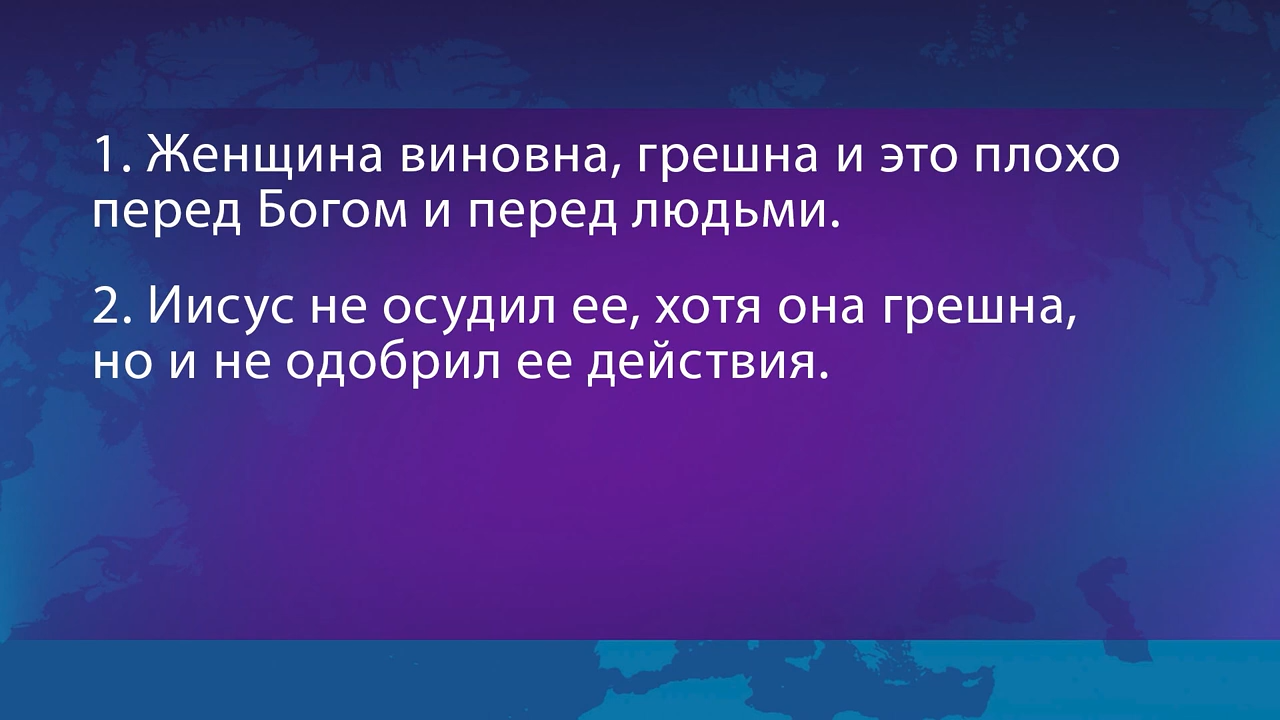 1. Женщина виновна, грешна и это плохо
перед Богом и перед людьми.
2. Иисус не осудил ее, хотя она грешна,
но и не одобрил ее действия.